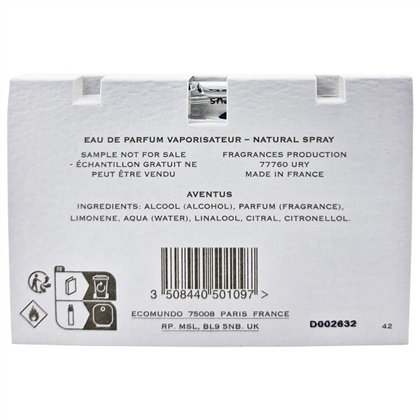 EAU DE PARFUM VAPORISATEUR – NATURAL SPRAY
SAMPLE NOT FOR SALE
- ÉCHANTILLON GRATUIT NE
PEUT ÊTRE VENDU
FRAGRANCES PRODUCTION
77760 URY
MADE IN FRANCE
AVENTUS
INGREDIENTS: ALCOOL (ALCOHOL), PARFUM (FRAGRANCE),
LIMONENE, AQUA (WATER), LINALOOL, CITRAL, CITRONELLOL.
3 508440 501097 >
ECOMUNDO 75008 PARIS FRANCE
RP. MSL, BL9 5NB. UK
D002632
42